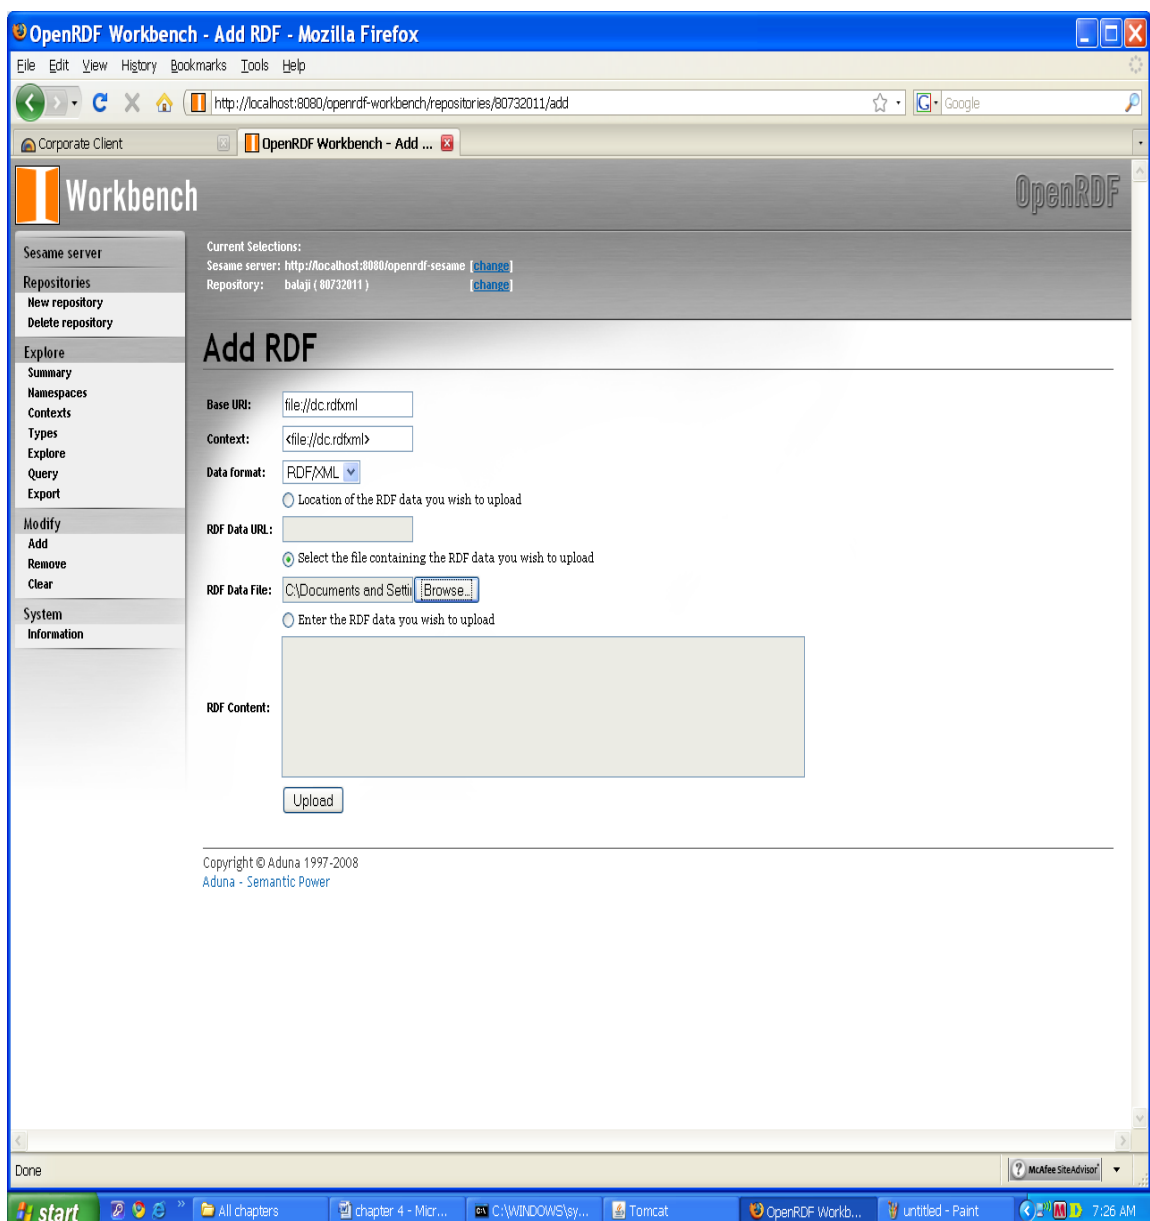 OpenRDF Workbench - Add RDF - Mozilla Firefox
File Edit View History Bookmarks Tools Help
http://localhost:8080/openrdf-workbench/repositories/80732011/add
G Google
Corporate Client
OpenRDF Workbench - Add ...
Workbench
OpenRDF
Sesame server
Repositories
New repository
Delete repository
Explore
Summary
Namespaces
Contexts
Types
Explore
Query
Export
Modify
Add
Remove
Clear
System
Information
Current Selections:
Sesame server: http://localhost:8080/openrdf-sesame [change]
Repository: balaji ( 80732011 ) [change]
Add RDF
Base URI: file://dc.rdfxml
Context: <file://dc.rdfxml>
Data format: RDF/XML
Location of the RDF data you wish to upload
RDF Data URL:
Select the file containing the RDF data you wish to upload
RDF Data File: C:\Documents and Settin Browse...
Enter the RDF data you wish to upload
RDF Content:
Upload
Copyright © Aduna 1997-2008
Aduna - Semantic Power
Done
McAfee SiteAdvisor
start
All chapters
chapter 4 - Micr...
C:\WINDOWS\sy...
Tomcat
OpenRDF Workb...
untitled - Paint
7:26 AM